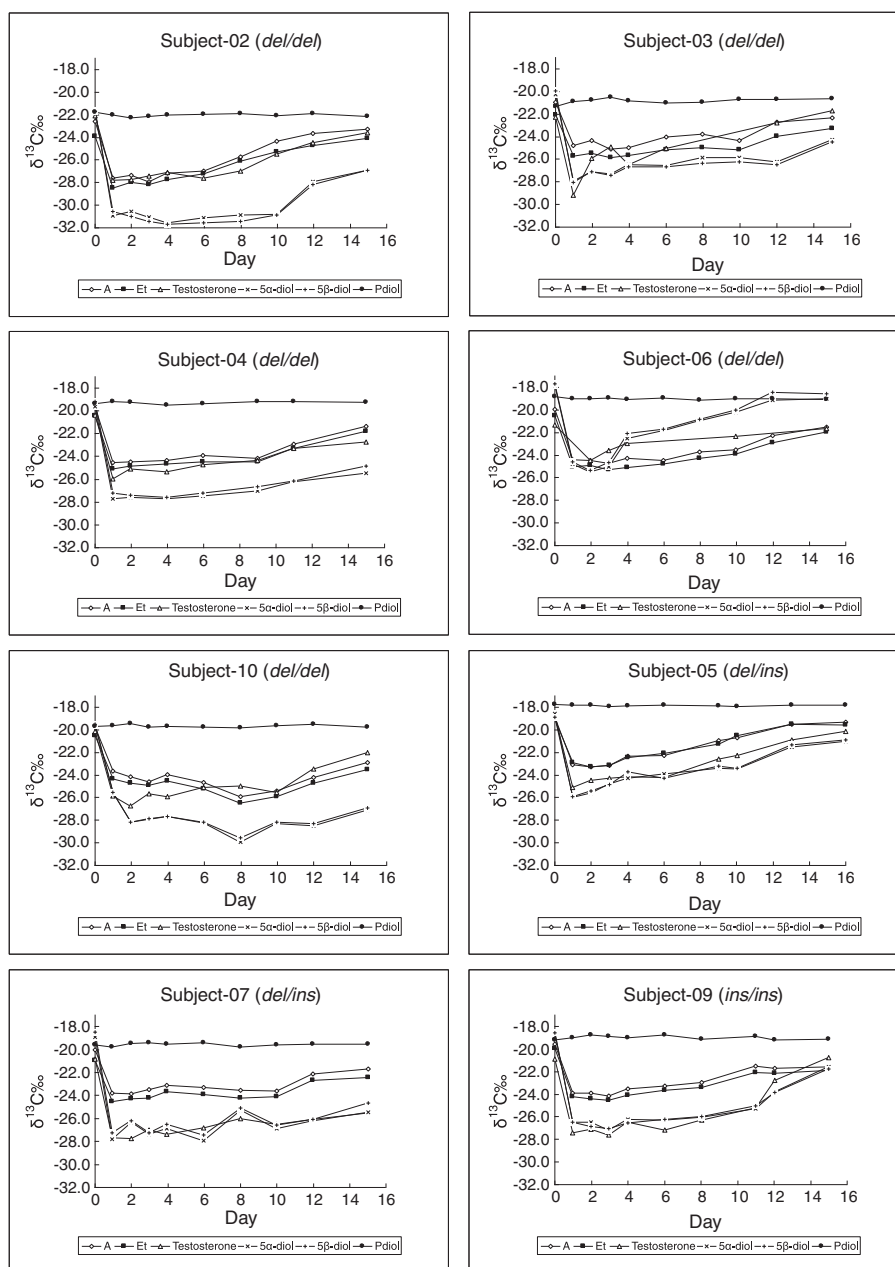 Subject-02 (del/del)
δ13C‰
-18.0
-20.0
-22.0
-24.0
-26.0
-28.0
-30.0
-32.0
0 2 4 6 8 10 12 14 16
Day
A Et Testosterone 5α-diol 5β-diol Pdiol
Subject-03 (del/del)
δ13C‰
-18.0
-20.0
-22.0
-24.0
-26.0
-28.0
-30.0
-32.0
0 2 4 6 8 10 12 14 16
Day
A Et Testosterone 5α-diol 5β-diol Pdiol
Subject-04 (del/del)
δ13C‰
-18.0
-20.0
-22.0
-24.0
-26.0
-28.0
-30.0
-32.0
0 2 4 6 8 10 12 14 16
Day
A Et Testosterone 5α-diol 5β-diol Pdiol
Subject-06 (del/del)
δ13C‰
-18.0
-20.0
-22.0
-24.0
-26.0
-28.0
-30.0
-32.0
0 2 4 6 8 10 12 14 16
Day
A Et Testosterone 5α-diol 5β-diol Pdiol
Subject-10 (del/del)
δ13C‰
-18.0
-20.0
-22.0
-24.0
-26.0
-28.0
-30.0
-32.0
0 2 4 6 8 10 12 14 16
Day
A Et Testosterone 5α-diol 5β-diol Pdiol
Subject-05 (del/ins)
δ13C‰
-18.0
-20.0
-22.0
-24.0
-26.0
-28.0
-30.0
-32.0
0 2 4 6 8 10 12 14 16
Day
A Et Testosterone 5α-diol 5β-diol Pdiol
Subject-07 (del/ins)
δ13C‰
-18.0
-20.0
-22.0
-24.0
-26.0
-28.0
-30.0
-32.0
0 2 4 6 8 10 12 14 16
Day
A Et Testosterone 5α-diol 5β-diol Pdiol
Subject-09 (ins/ins)
δ13C‰
-18.0
-20.0
-22.0
-24.0
-26.0
-28.0
-30.0
-32.0
0 2 4 6 8 10 12 14 16
Day
A Et Testosterone 5α-diol 5β-diol Pdiol